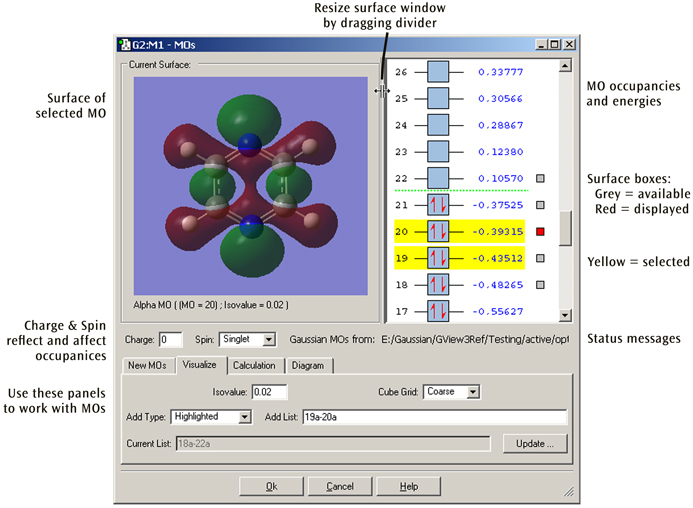 Resize surface window
by dragging divider
G2:M1 - MOs
Current Surface:
Surface of
selected MO
26 0.33777
25 0.30566
24 0.28867
23 0.12380
22 0.10570
21 -0.37525
20 -0.39315
19 -0.43512
18 -0.48265
17 -0.55627
MO occupancies
and energies
Surface boxes:
Grey = available
Red = displayed
Yellow = selected
Alpha MO ( (MO = 20) ; Isovalue = 0.02 )
Charge & Spin
reflect and affect
occupanices
Charge: 0 Spin: Singlet Gaussian MOs from: E:/Gaussian/GView3Ref/Testing/active/opt
Status messages
New MOs Visualize Calculation Diagram
Use these panels
to work with MOs
Isovalue: 0.02 Cube Grid: Coarse
Add Type: Highlighted Add List: 19a-20a
Current List: 18a-22a Update ...
Ok Cancel Help